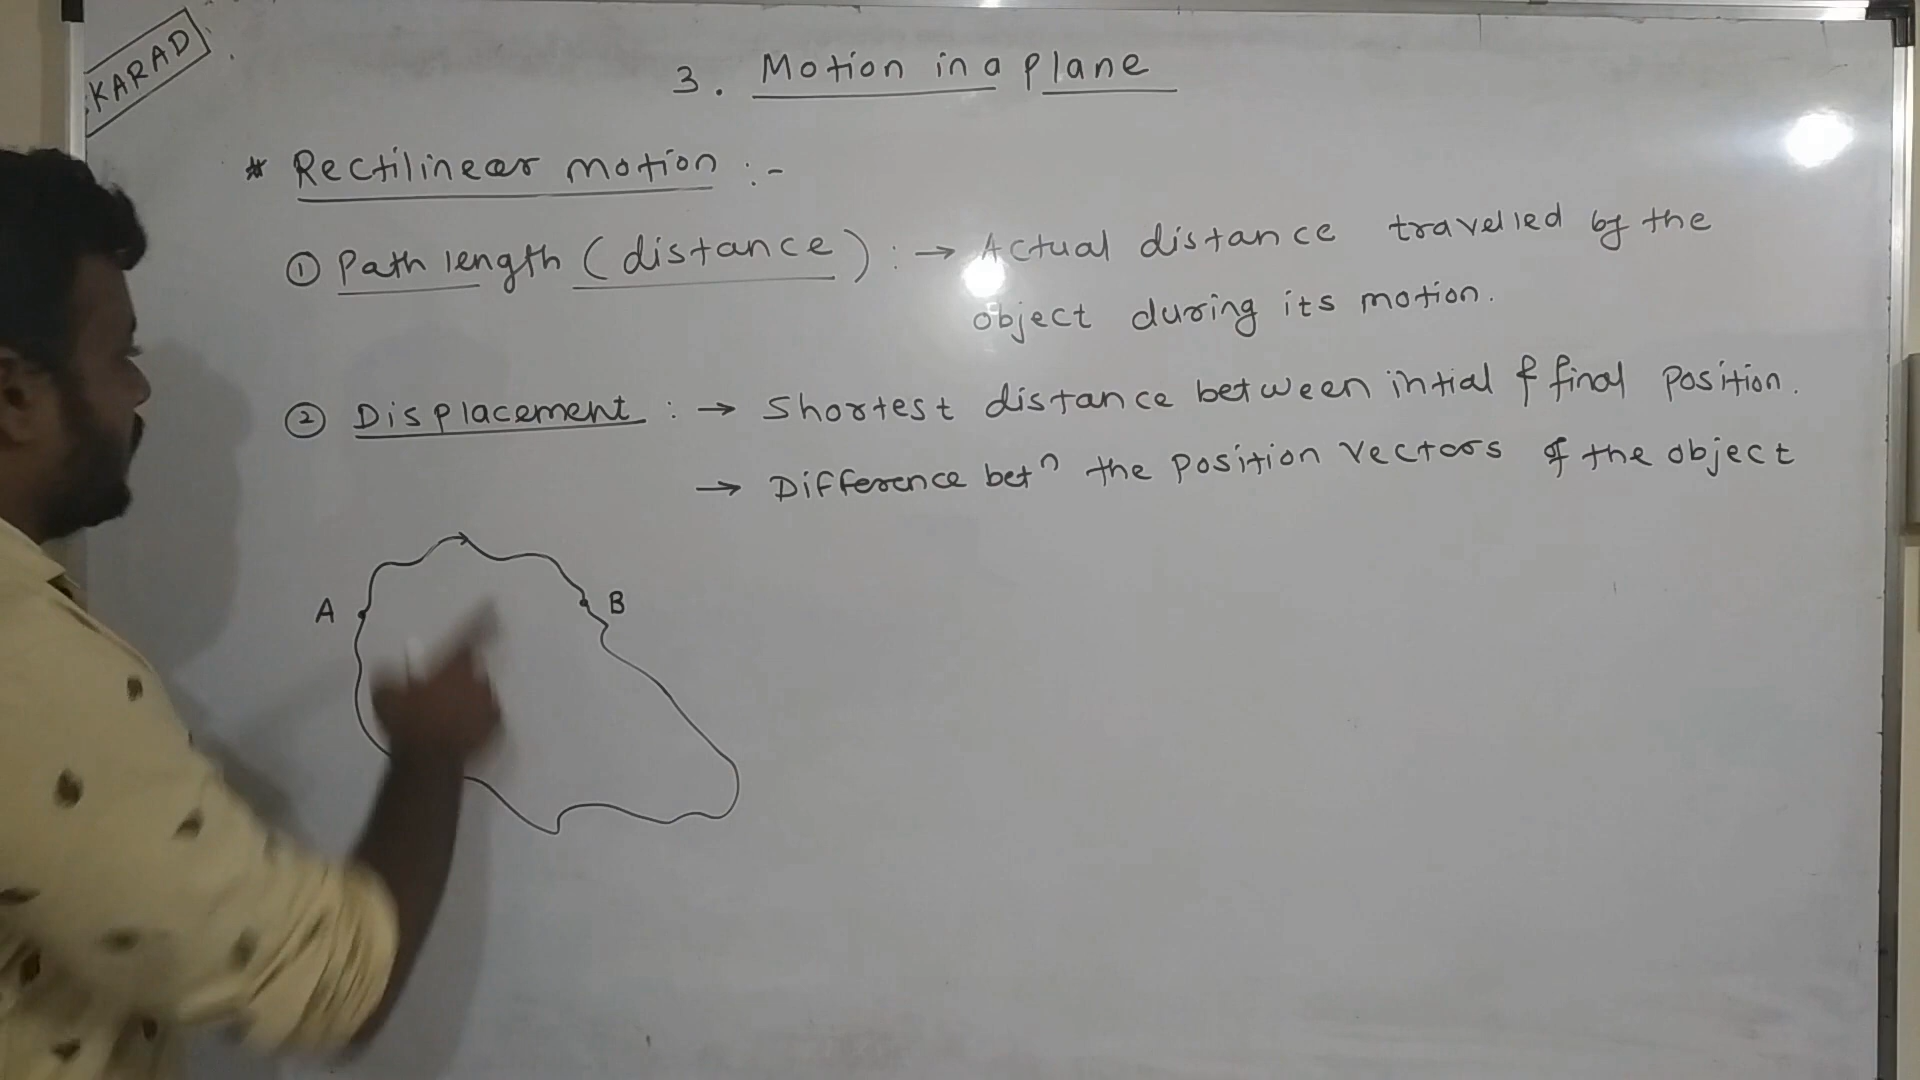 KARAD
3. Motion in a plane
* Rectilinear motion :-
① Path length (distance) : → Actual distance travelled by the
object during its motion.
② Displacement : → Shortest distance between intial & final position.
→ Difference betⁿ the position vectors of the object
A
B